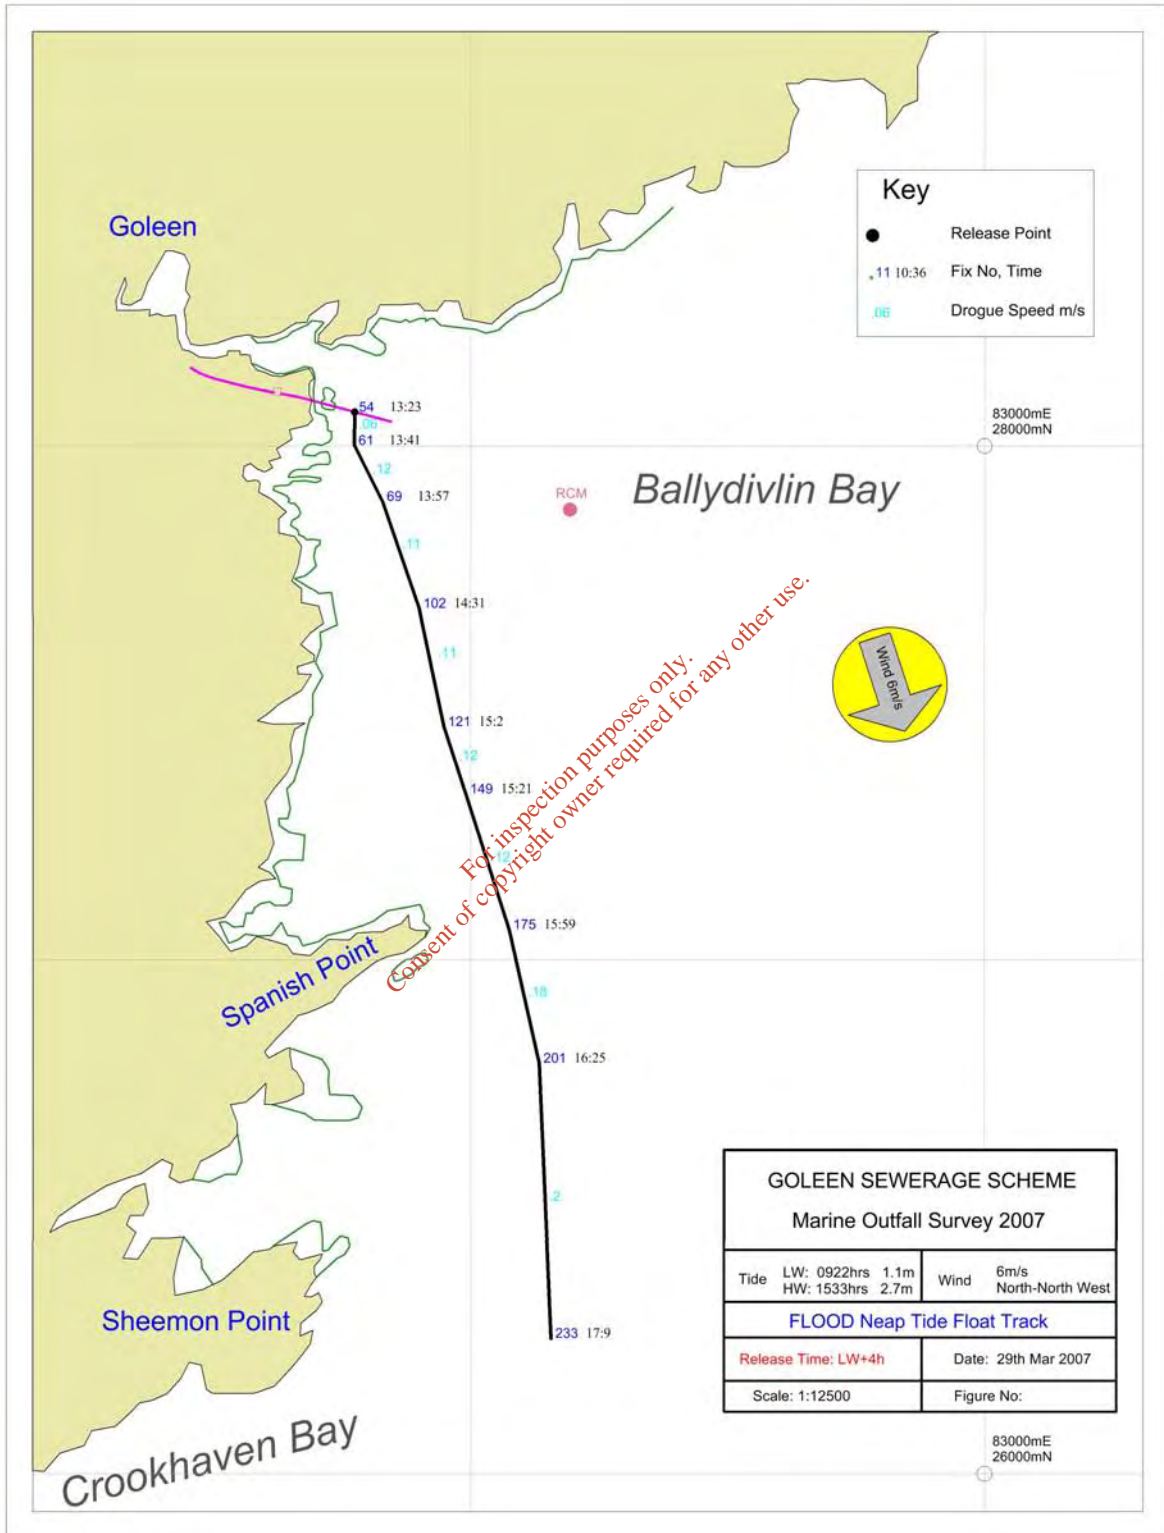 Goleen
Key
Release Point
11 10:36 Fix No, Time
.06 Drogue Speed m/s
54 13:23
.06
61 13:41
.12
69 13:57
.11
102 14:31
.11
121 15:2
.12
149 15:21
.12
175 15:59
.18
201 16:25
.2
233 17:9
RCM
Ballydivlin Bay
83000mE
28000mN
Wind 6m/s
For inspection purposes only.
Consent of copyright owner required for any other use.
Spanish Point
Sheemon Point
Crookhaven Bay
GOLEEN SEWERAGE SCHEME
Marine Outfall Survey 2007
Tide LW: 0922hrs 1.1m
HW: 1533hrs 2.7m
Wind 6m/s
North-North West
FLOOD Neap Tide Float Track
Release Time: LW+4h
Date: 29th Mar 2007
Scale: 1:12500
Figure No:
83000mE
26000mN